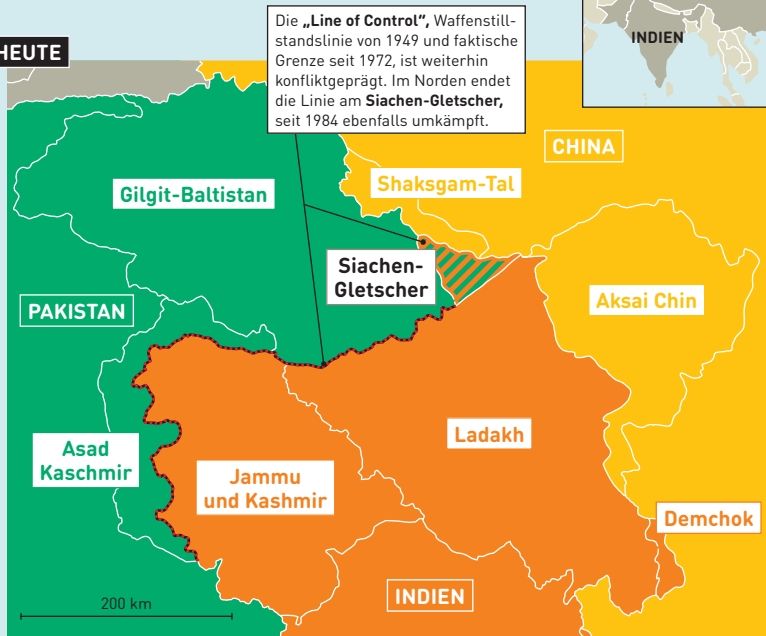 HEUTE
Die „Line of Control“, Waffenstill-
standslinie von 1949 und faktische
Grenze seit 1972, ist weiterhin
konfliktgeprägt. Im Norden endet
die Linie am Siachen-Gletscher,
seit 1984 ebenfalls umkämpft.
INDIEN
CHINA
Gilgit-Baltistan
Shaksgam-Tal
Siachen-
Gletscher
Aksai Chin
PAKISTAN
Ladakh
Asad
Kaschmir
Jammu
und Kashmir
Demchok
INDIEN
200 km